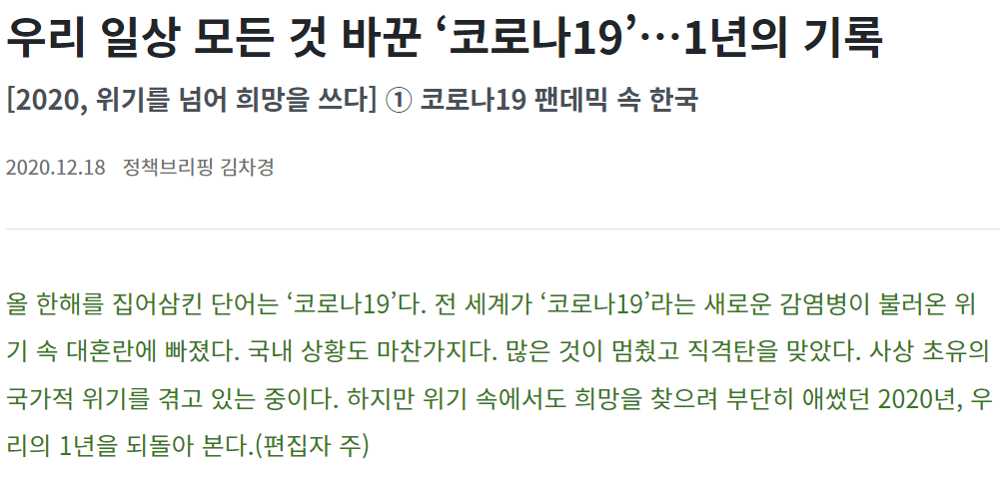 우리 일상 모든 것 바꾼 ‘코로나19’…1년의 기록
[2020, 위기를 넘어 희망을 쓰다] ① 코로나19 팬데믹 속 한국
2020.12.18 정책브리핑 김차경
올 한해를 집어삼킨 단어는 ‘코로나19’다. 전 세계가 ‘코로나19’라는 새로운 감염병이 불러온 위
기 속 대혼란에 빠졌다. 국내 상황도 마찬가지다. 많은 것이 멈췄고 직격탄을 맞았다. 사상 초유의
국가적 위기를 겪고 있는 중이다. 하지만 위기 속에서도 희망을 찾으려 부단히 애썼던 2020년, 우
리의 1년을 되돌아 본다.(편집자 주)